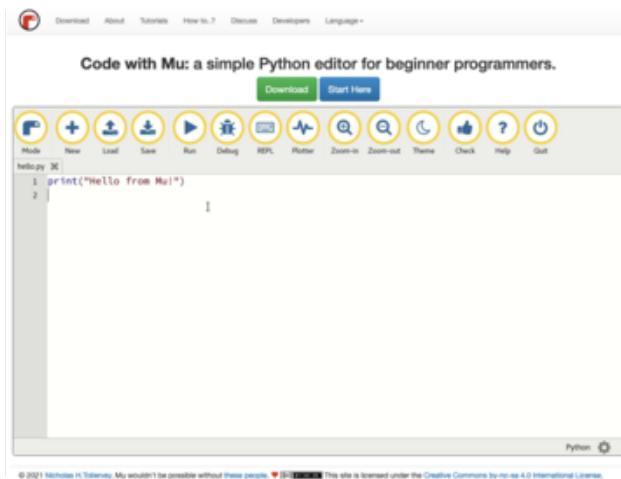 Download About Tutorials How to..? Discuss Developers Language
Code with Mu: a simple Python editor for beginner programmers.
Download Start Here
Mode New Load Save Run Debug REPL Plotter Zoom-in Zoom-out Theme Check Help Quit
hello.py
1 print("Hello from Mu!")
2
Python
© 2021 Nicholas H.Tollervey. Mu wouldn't be possible without these people. This site is licensed under the Creative Commons by-nc-sa 4.0 International License.